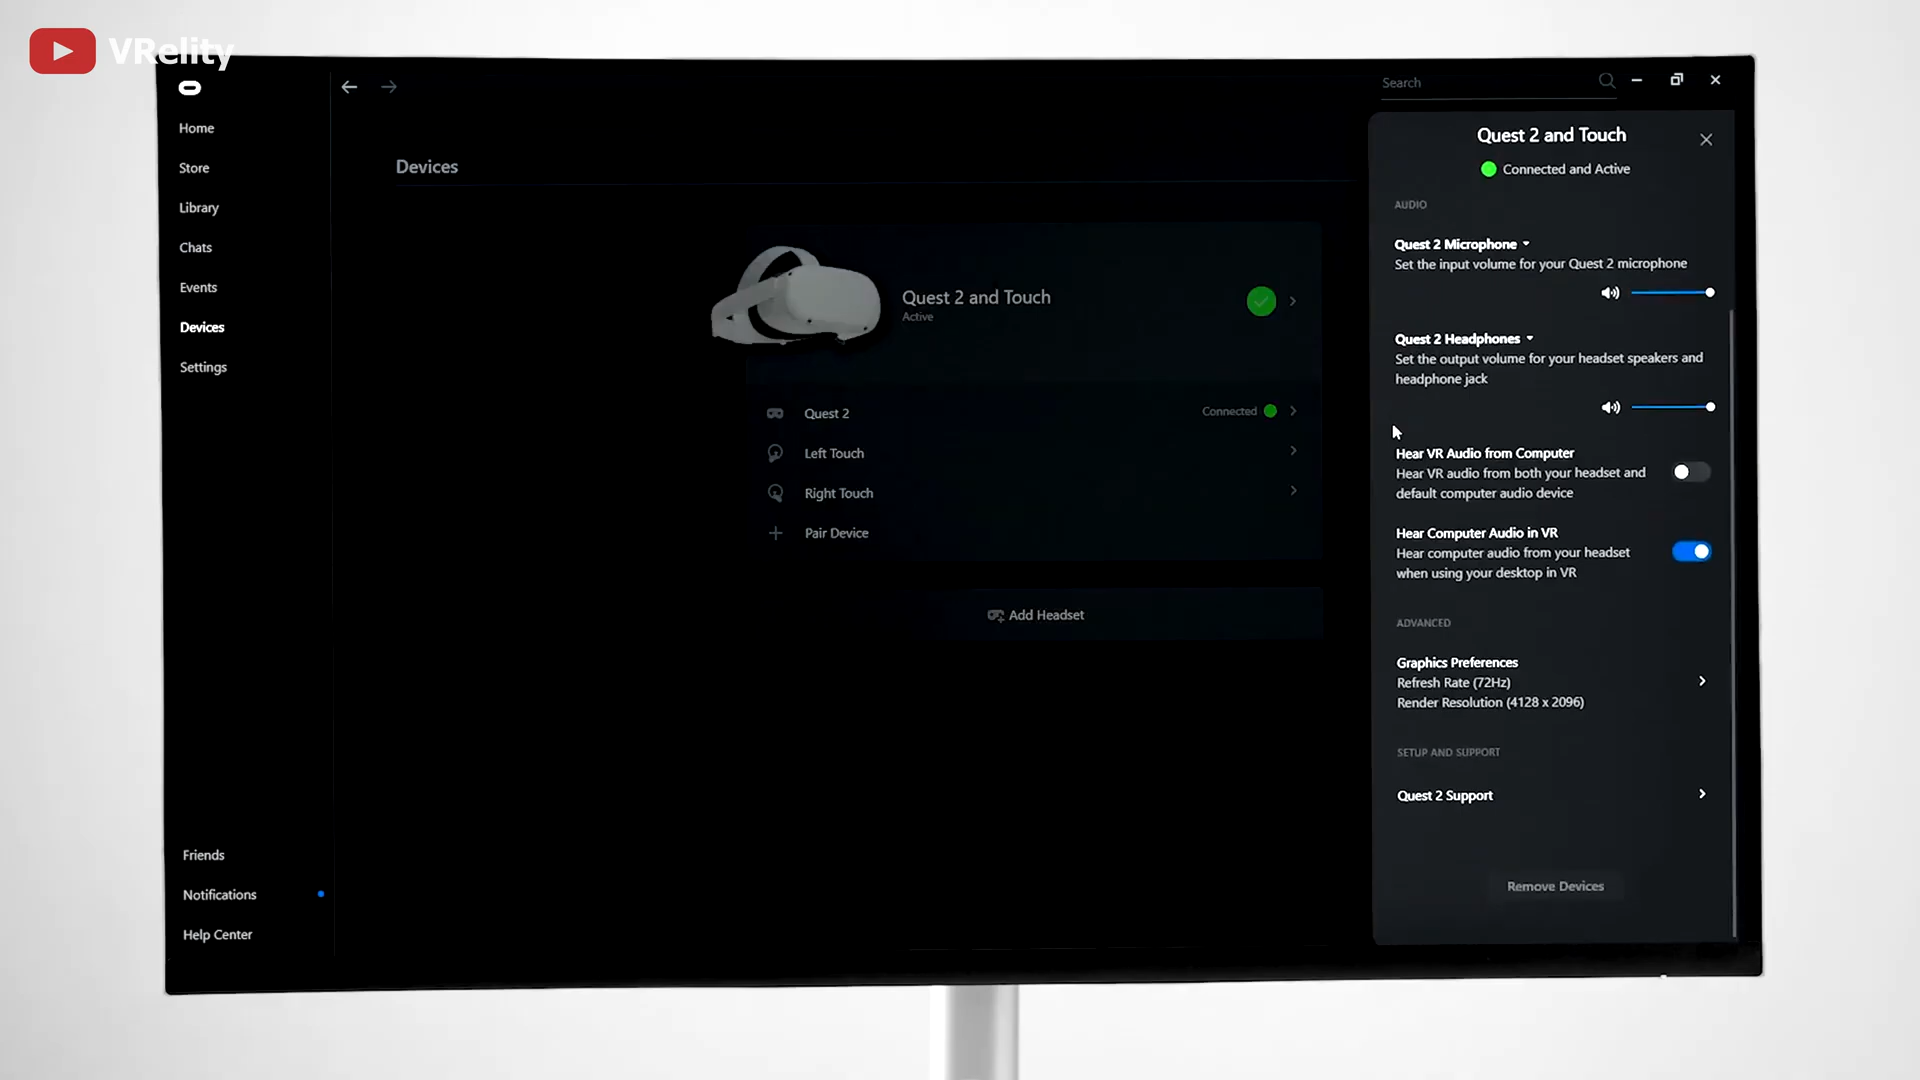 VRelity
Search
Home
Store
Library
Chats
Events
Devices
Settings
Friends
Notifications
Help Center
Devices
Quest 2 and Touch
Active
Quest 2
Connected
Left Touch
Right Touch
Pair Device
Add Headset
Quest 2 and Touch
Connected and Active
AUDIO
Quest 2 Microphone
Set the input volume for your Quest 2 microphone
Quest 2 Headphones
Set the output volume for your headset speakers and
headphone jack
Hear VR Audio from Computer
Hear VR audio from both your headset and
default computer audio device
Hear Computer Audio in VR
Hear computer audio from your headset
when using your desktop in VR
ADVANCED
Graphics Preferences
Refresh Rate (72Hz)
Render Resolution (4128 x 2096)
SETUP AND SUPPORT
Quest 2 Support
Remove Devices